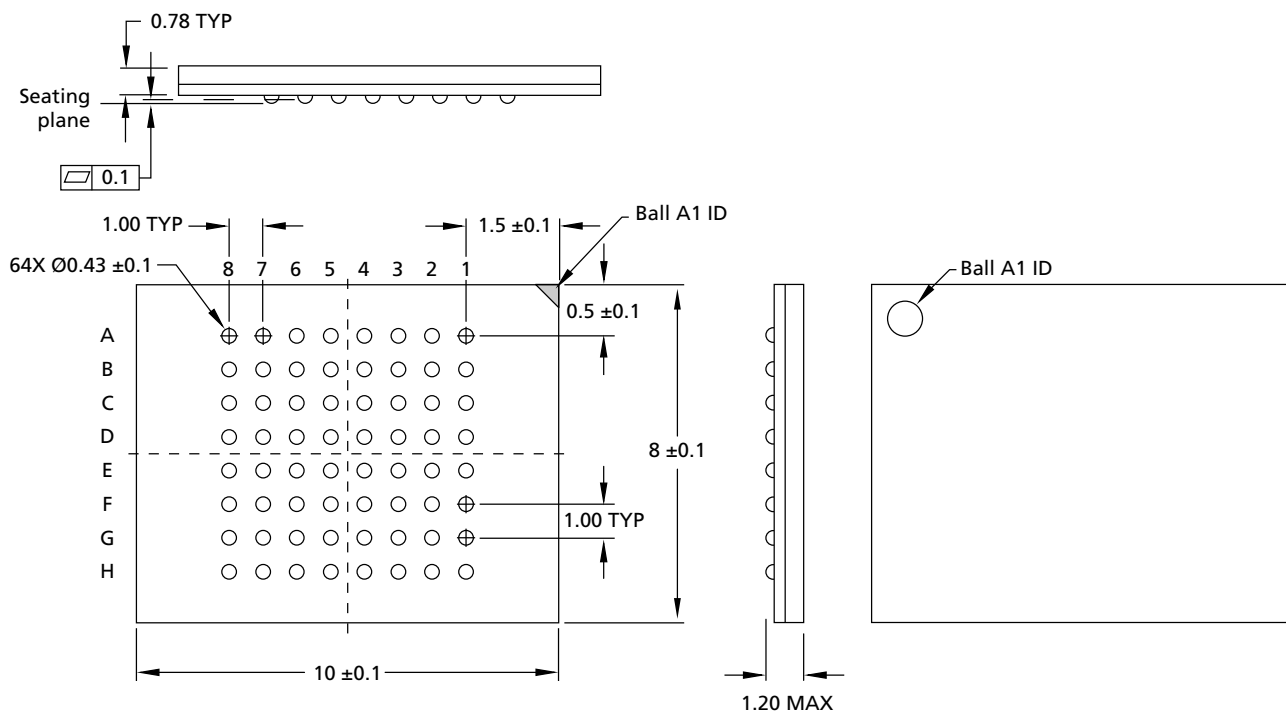 0.78 TYP
Seating
plane
0.1
1.00 TYP
1.5 ±0.1
Ball A1 ID
64X Ø0.43 ±0.1
8 7 6 5 4 3 2 1
Ball A1 ID
0.5 ±0.1
A
B
C
D
8 ±0.1
E
F
1.00 TYP
G
H
10 ±0.1
1.20 MAX